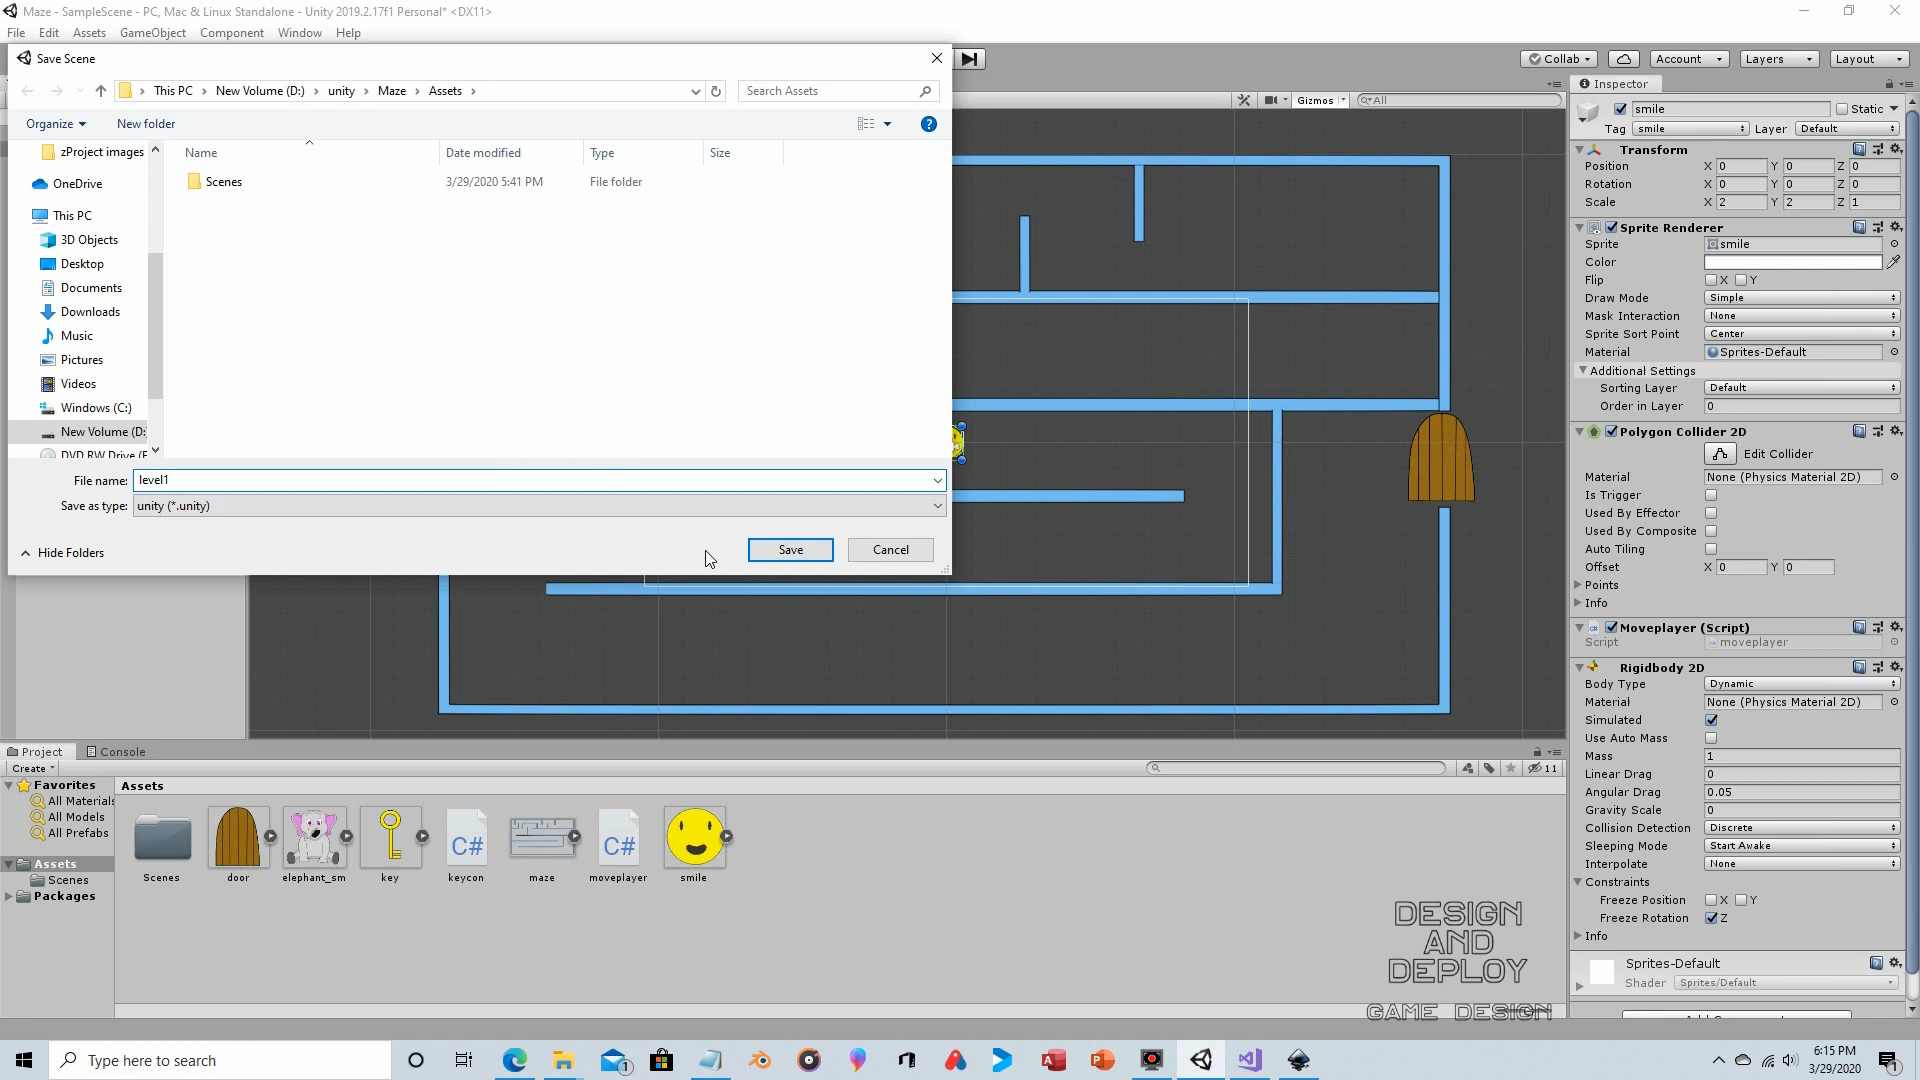 Maze - SampleScene - PC, Mac & Linux Standalone - Unity 2019.2.17f1 Personal* <DX11>
File Edit Assets GameObject Component Window Help
Save Scene
Collab Account Layers Layout
This PC > New Volume (D:) > unity > Maze > Assets >
Search Assets
Gizmos All
Organize New folder
Name Date modified Type Size
Scenes 3/29/2020 5:41 PM File folder
zProject images
OneDrive
This PC
3D Objects
Desktop
Documents
Downloads
Music
Pictures
Videos
Windows (C:)
New Volume (D:
DVD RW Drive (F
File name: level1
Save as type: unity (*.unity)
Hide Folders
Save Cancel
Inspector
smile Static
Tag smile Layer Default
Transform
Position X 0 Y 0 Z 0
Rotation X 0 Y 0 Z 0
Scale X 2 Y 2 Z 1
Sprite Renderer
Sprite smile
Color
Flip X Y
Draw Mode Simple
Mask Interaction None
Sprite Sort Point Center
Material Sprites-Default
Additional Settings
Sorting Layer Default
Order in Layer 0
Polygon Collider 2D
Edit Collider
Material None (Physics Material 2D)
Is Trigger
Used By Effector
Used By Composite
Auto Tiling
Offset X 0 Y 0
Points
Info
Moveplayer (Script)
Script moveplayer
Rigidbody 2D
Body Type Dynamic
Material None (Physics Material 2D)
Simulated
Use Auto Mass
Mass 1
Linear Drag 0
Angular Drag 0.05
Gravity Scale 0
Collision Detection Discrete
Sleeping Mode Start Awake
Interpolate None
Constraints
Freeze Position X Y
Freeze Rotation Z
Info
Sprites-Default
Shader Sprites/Default
Project Console
Create
11
Favorites
All Materials
All Models
All Prefabs
Assets
Scenes
Packages
Assets
Scenes door elephant_sm key keycon maze moveplayer smile
C# C#
DESIGN
AND
DEPLOY
GAME DESIGN
Type here to search
6:15 PM
3/29/2020